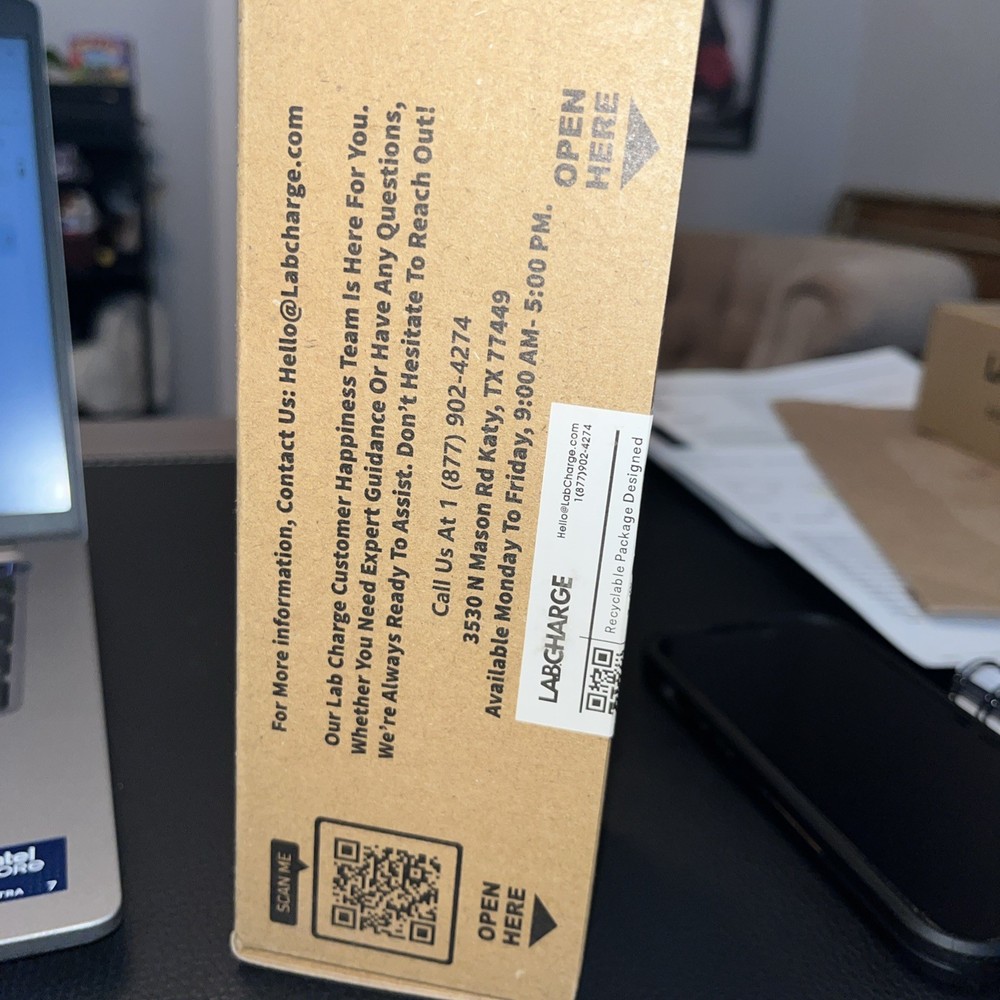 For More information, Contact Us: Hello@Labcharge.com
Our Lab Charge Customer Happiness Team Is Here For You.
Whether You Need Expert Guidance Or Have Any Questions,
We're Always Ready To Assist. Don't Hesitate To Reach Out!
Call Us At 1 (877) 902-4274
3530 N Mason Rd Katy, TX 77449
Available Monday To Friday, 9:00 AM- 5:00 PM.
OPEN
HERE
LABCHARGE
Hello@LabCharge.com
1(877)902-4274
Recyclable Package Designed
SCAN ME
OPEN
HERE
7